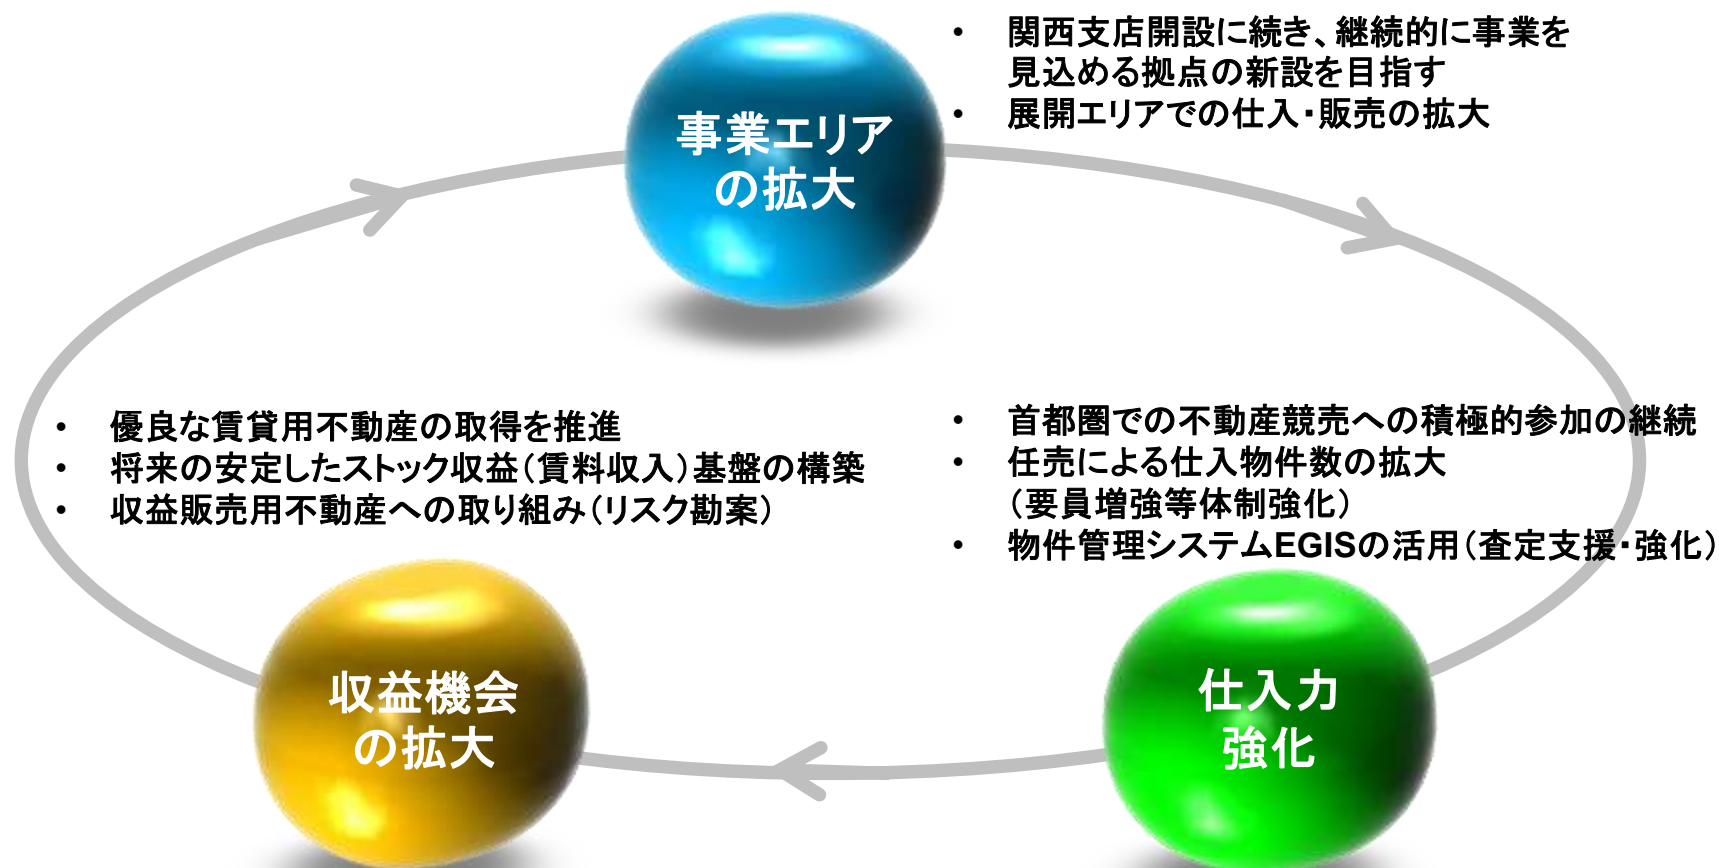 事業エリア
の拡大
• 関西支店開設に続き、継続的に事業を
見込める拠点の新設を目指す
• 展開エリアでの仕入・販売の拡大
• 優良な賃貸用不動産の取得を推進
• 将来の安定したストック収益（賃料収入）基盤の構築
• 収益販売用不動産への取り組み（リスク勘案）
• 首都圏での不動産競売への積極的参加の継続
• 任売による仕入物件数の拡大
（要員増強等体制強化）
• 物件管理システムEGISの活用（査定支援・強化）
収益機会
の拡大
仕入力
強化